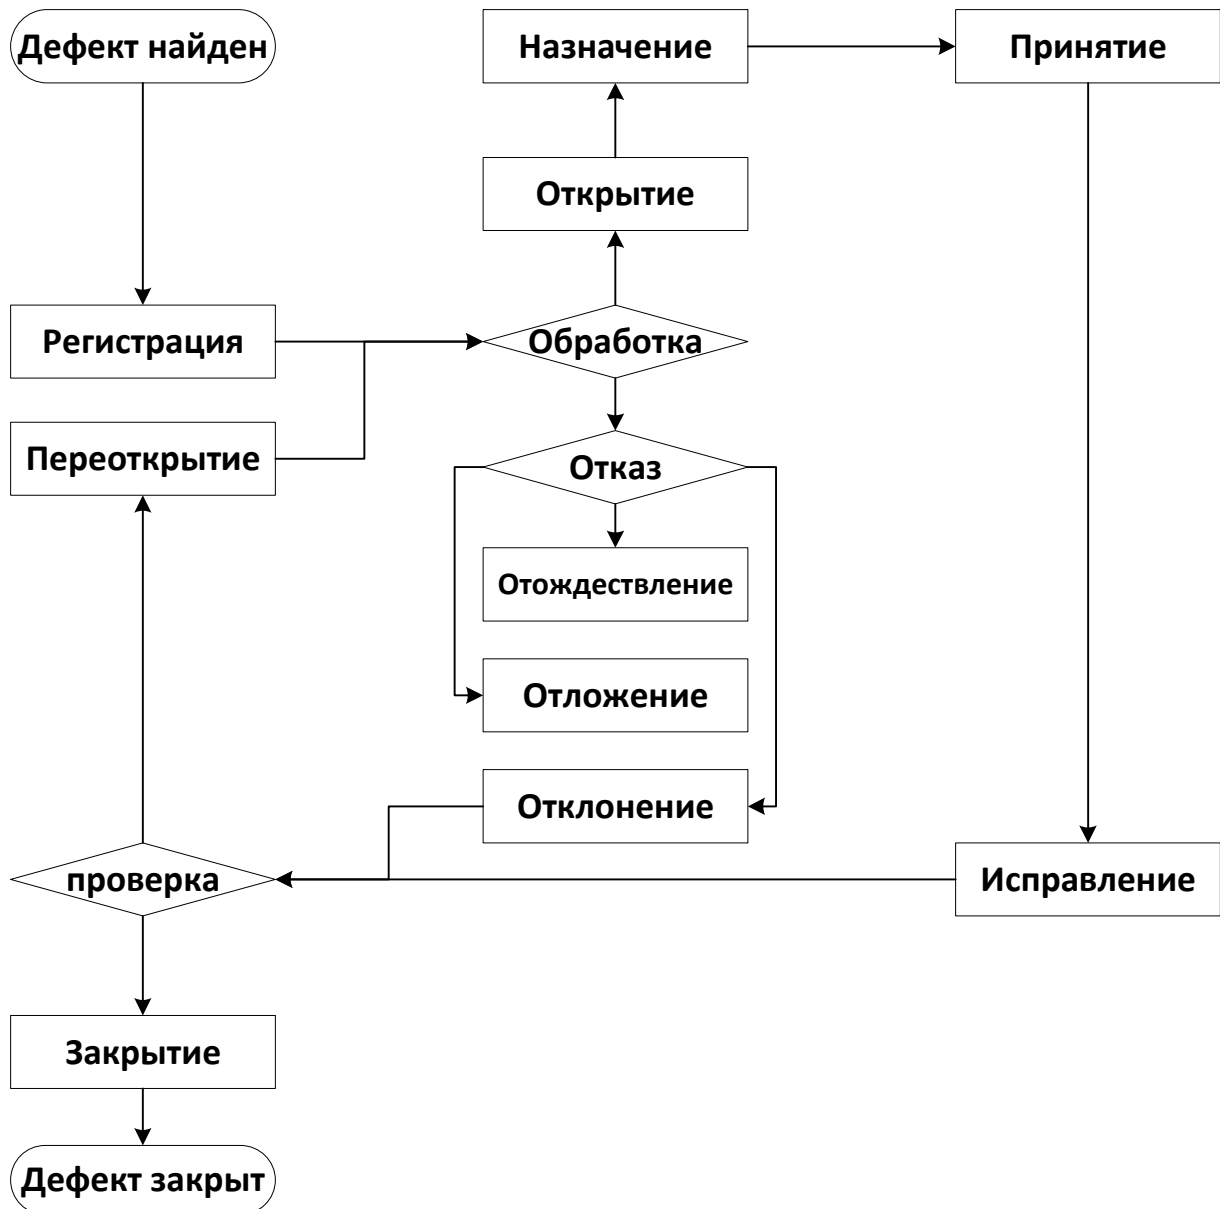 Дефект найден
Назначение
Принятие
Открытие
Регистрация
Обработка
Переоткрытие
Отказ
Отождествление
Отложение
Отклонение
проверка
Исправление
Закрытие
Дефект закрыт